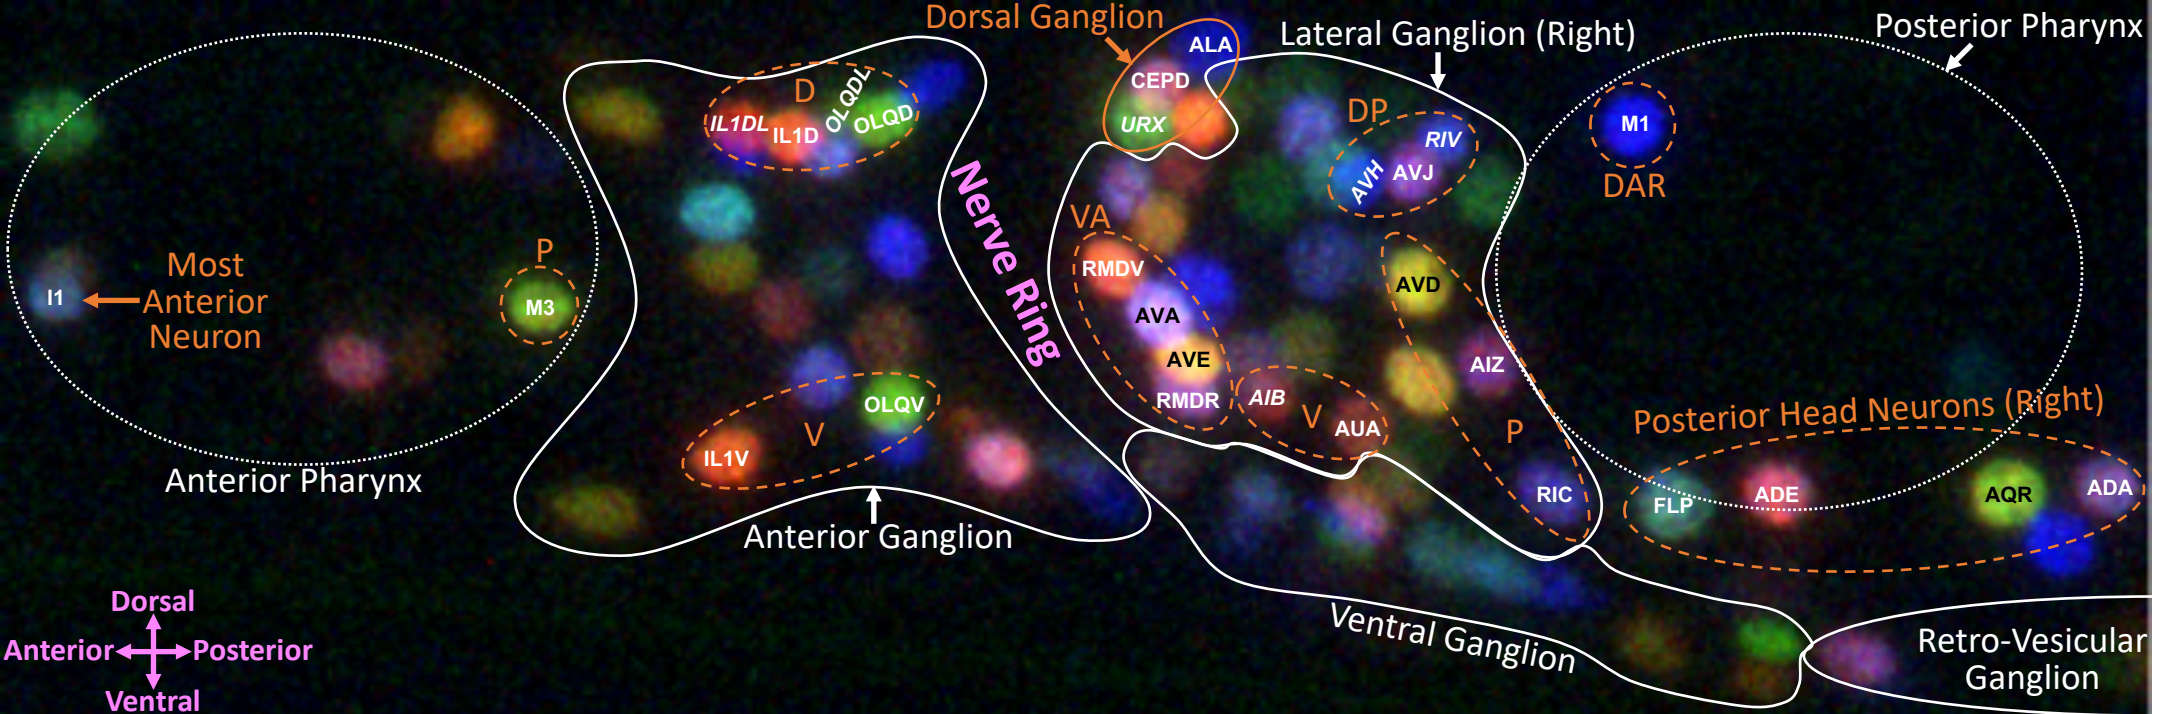 Dorsal Ganglion
Lateral Ganglion (Right)
Posterior Pharynx
ALA
CEPD
URX
D
IL1DL
IL1D
OLQDL
OLQD
DP
RIV
AVH
AVJ
M1
DAR
Nerve Ring
VA
RMDV
AVA
AVE
RMDR
AVD
AIZ
AIB
V
AUA
P
RIC
Most
Anterior
Neuron
I1
P
M3
OLQV
V
IL1V
Anterior Pharynx
Anterior Ganglion
Posterior Head Neurons (Right)
FLP
ADE
AQR
ADA
Ventral Ganglion
Retro-Vesicular
Ganglion
Dorsal
Anterior
Posterior
Ventral